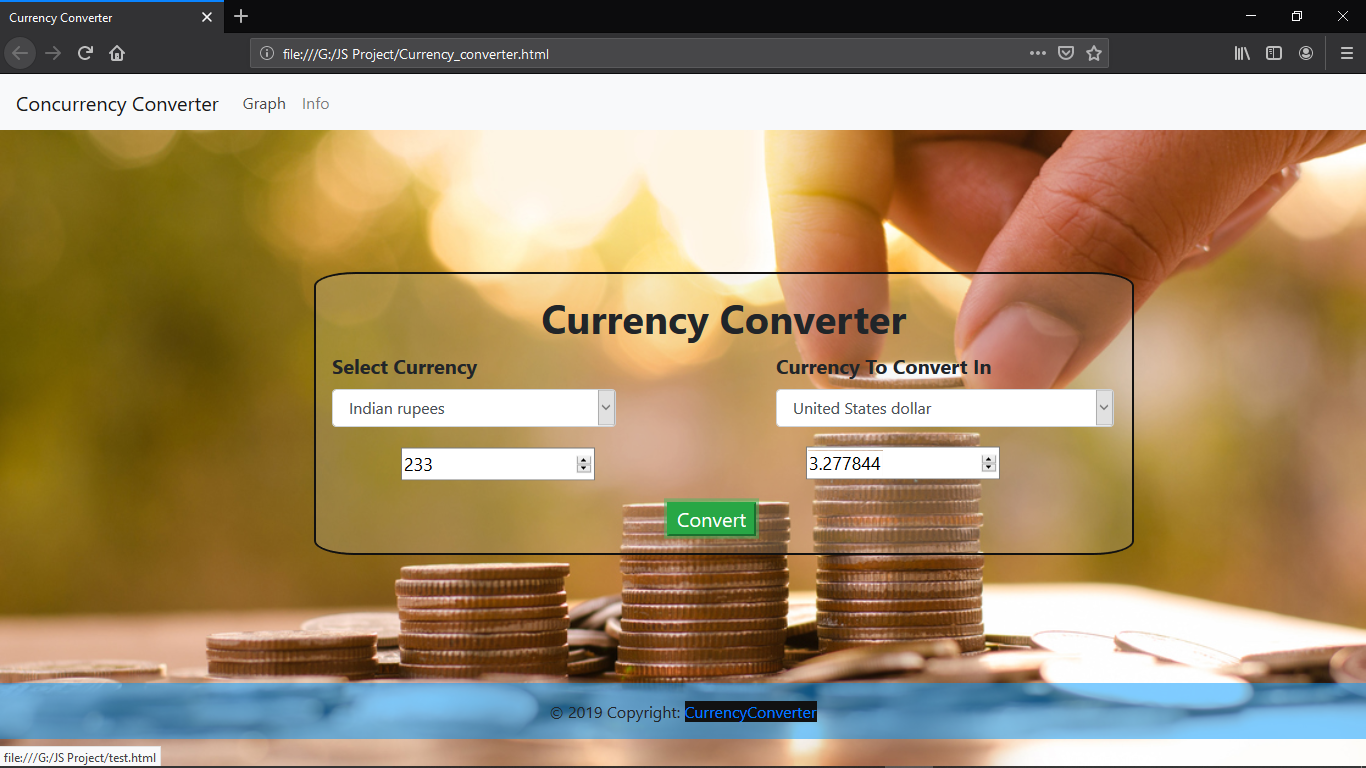 Currency Converter
file:///G:/JS Project/Currency_converter.html
Concurrency Converter Graph Info
Currency Converter
Select Currency Currency To Convert In
Indian rupees United States dollar
233 3.277844
Convert
© 2019 Copyright: CurrencyConverter
file:///G:/JS Project/test.html